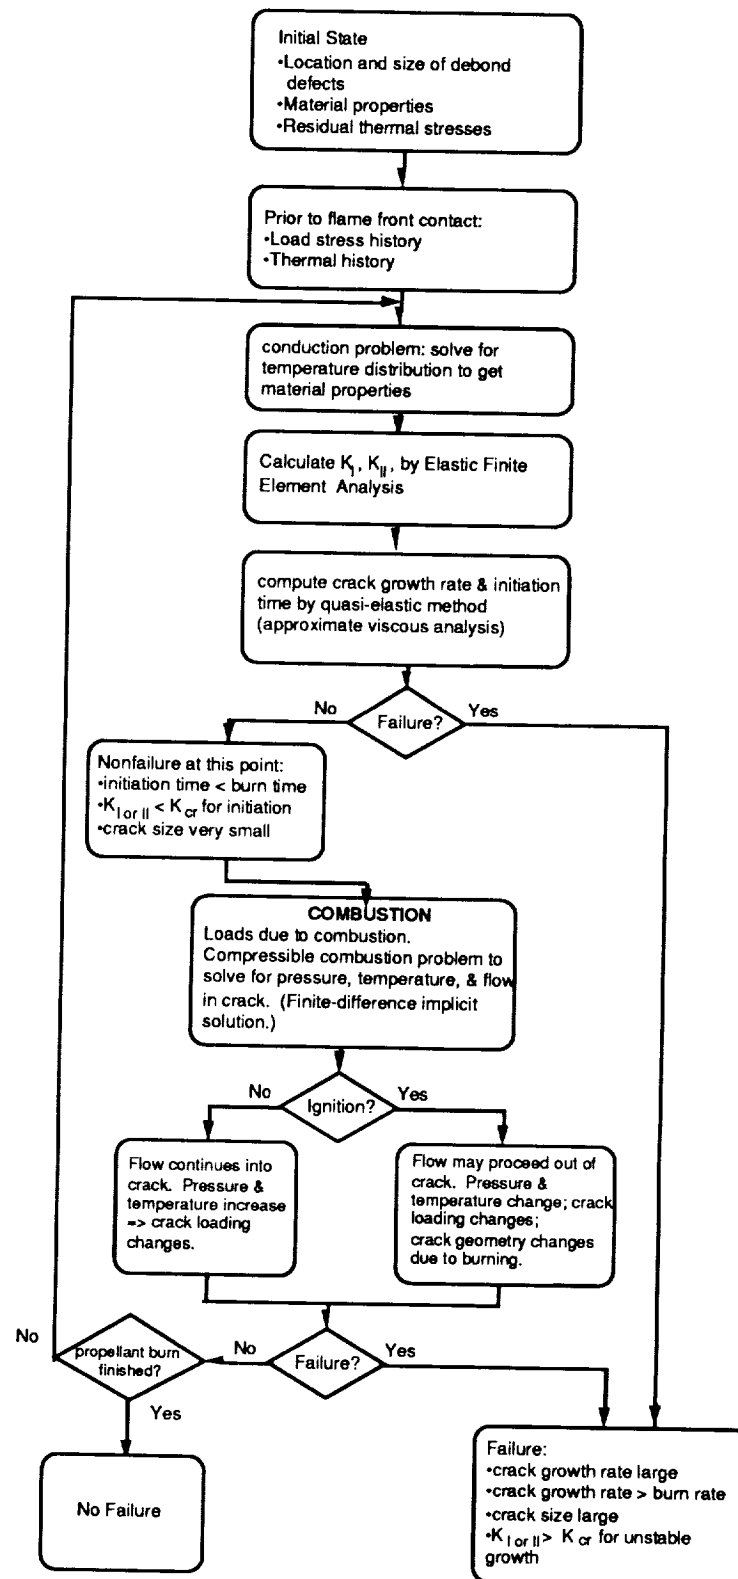 Initial State
•Location and size of debond
defects
•Material properties
•Residual thermal stresses
Prior to flame front contact:
•Load stress history
•Thermal history
conduction problem: solve for
temperature distribution to get
material properties
Calculate K_I, K_II, by Elastic Finite
Element Analysis
compute crack growth rate & initiation
time by quasi-elastic method
(approximate viscous analysis)
Failure?
No
Yes
Nonfailure at this point:
•initiation time < burn time
•K_I or II < K_cr for initiation
•crack size very small
COMBUSTION
Loads due to combustion.
Compressible combustion problem to
solve for pressure, temperature, & flow
in crack. (Finite-difference implicit
solution.)
Ignition?
No
Yes
Flow continues into
crack. Pressure &
temperature increase
=> crack loading
changes.
Flow may proceed out of
crack. Pressure &
temperature change; crack
loading changes;
crack geometry changes
due to burning.
Failure?
No
Yes
propellant burn
finished?
No
Yes
No Failure
Failure:
•crack growth rate large
•crack growth rate > burn rate
•crack size large
•K_I or II > K_cr for unstable
growth